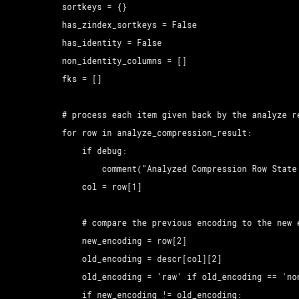 sortkeys = {}
has_zindex_sortkeys = False
has_identity = False
non_identity_columns = []
fks = []
# process each item given back by the analyze
for row in analyze_compression_result:
if debug:
comment("Analyzed Compression Row State
col = row[1]
# compare the previous encoding to the new
new_encoding = row[2]
old_encoding = descr[col][2]
old_encoding = 'raw' if old_encoding ==
if new_encoding != old_encoding: